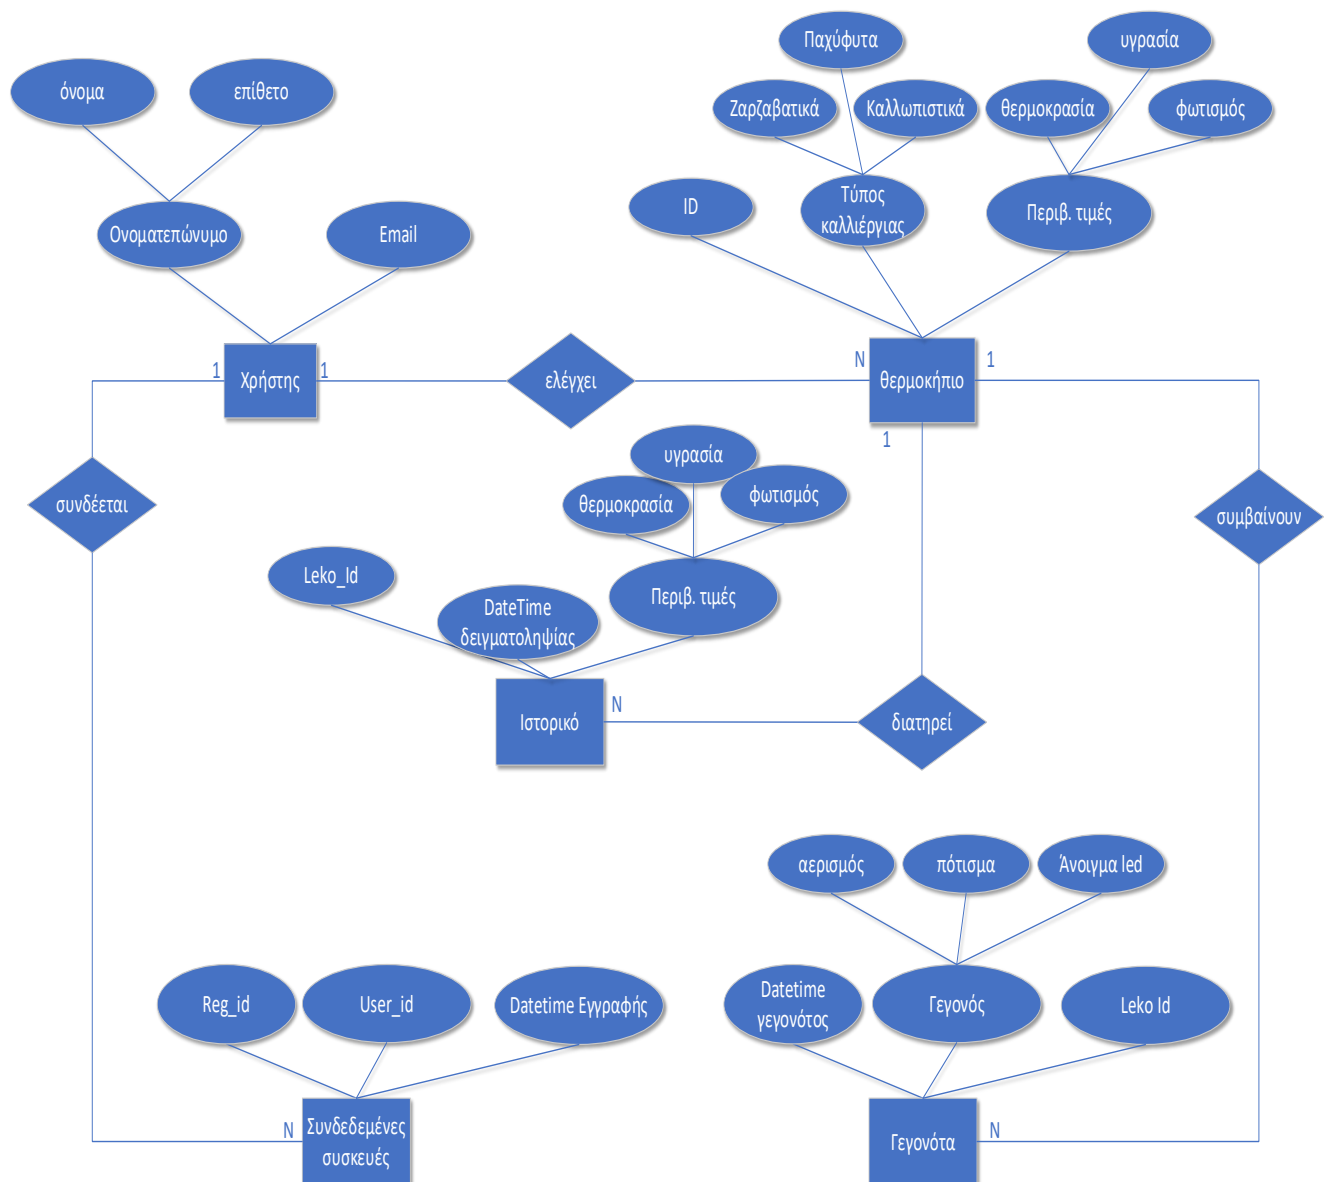 Παχύφυτα
υγρασία
όνομα
επίθετο
Ζαρζαβατικά
Καλλωπιστικά
θερμοκρασία
φωτισμός
ID
Τύπος
καλλιέργιας
Περιβ. τιμές
Ονοματεπώνυμο
Email
1
Χρήστης
1
ελέγχει
N
θερμοκήπιο
1
1
υγρασία
θερμοκρασία
φωτισμός
συνδέεται
συμβαίνουν
Leko_Id
DateTime
δειγματοληψίας
Περιβ. τιμές
Ιστορικό
N
διατηρεί
αερισμός
πότισμα
Άνοιγμα led
Reg_id
User_id
Datetime Εγγραφής
Datetime
γεγονότος
Γεγονός
Leko Id
N
Συνδεδεμένες
συσκευές
Γεγονότα
N